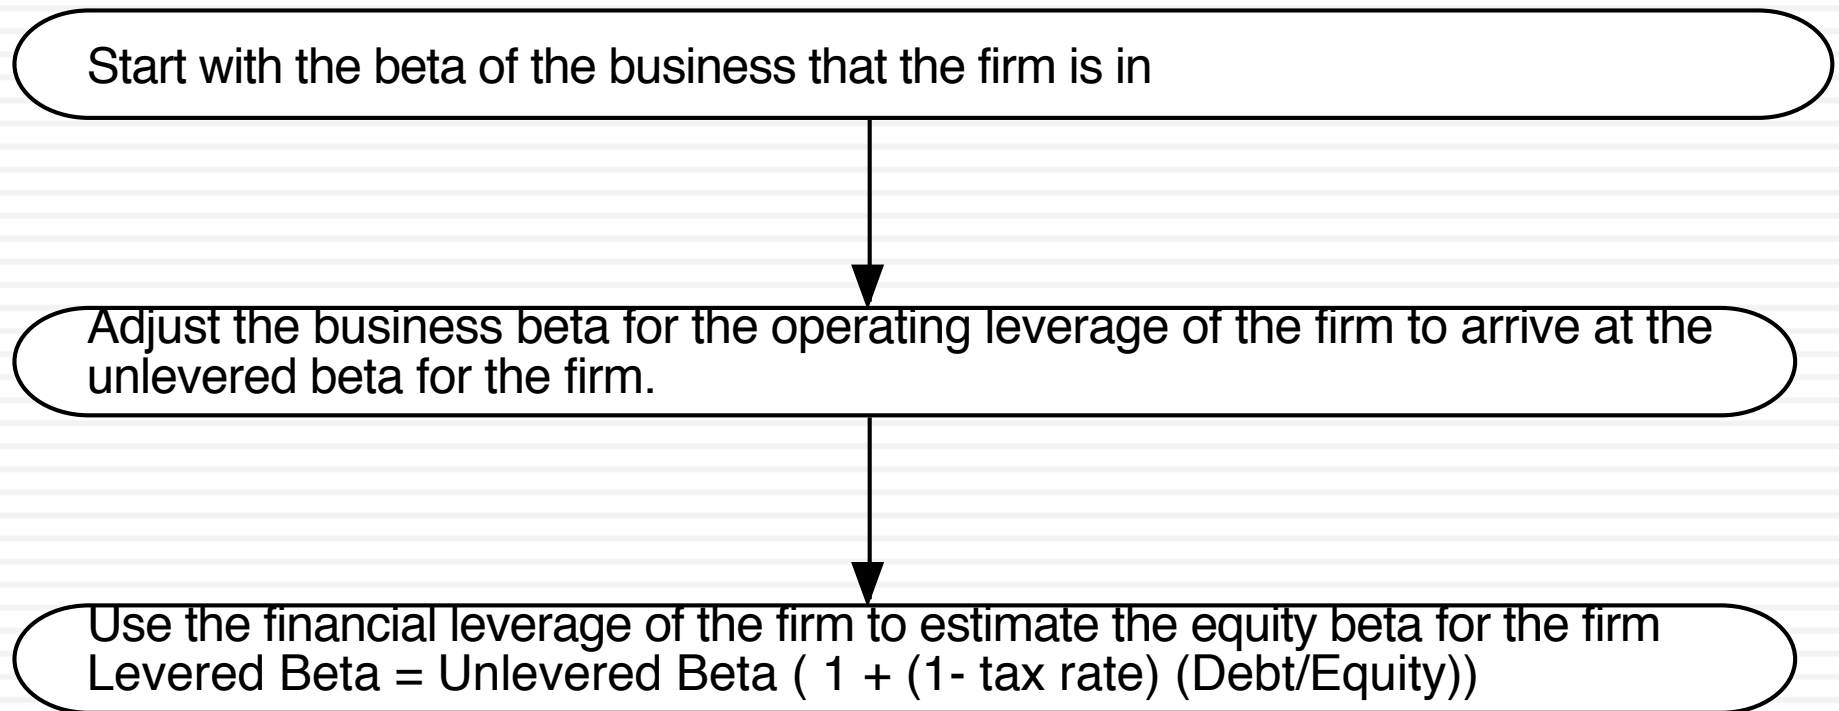 Start with the beta of the business that the firm is in
Adjust the business beta for the operating leverage of the firm to arrive at the
unlevered beta for the firm.
Use the financial leverage of the firm to estimate the equity beta for the firm
Levered Beta = Unlevered Beta ( 1 + (1- tax rate) (Debt/Equity))